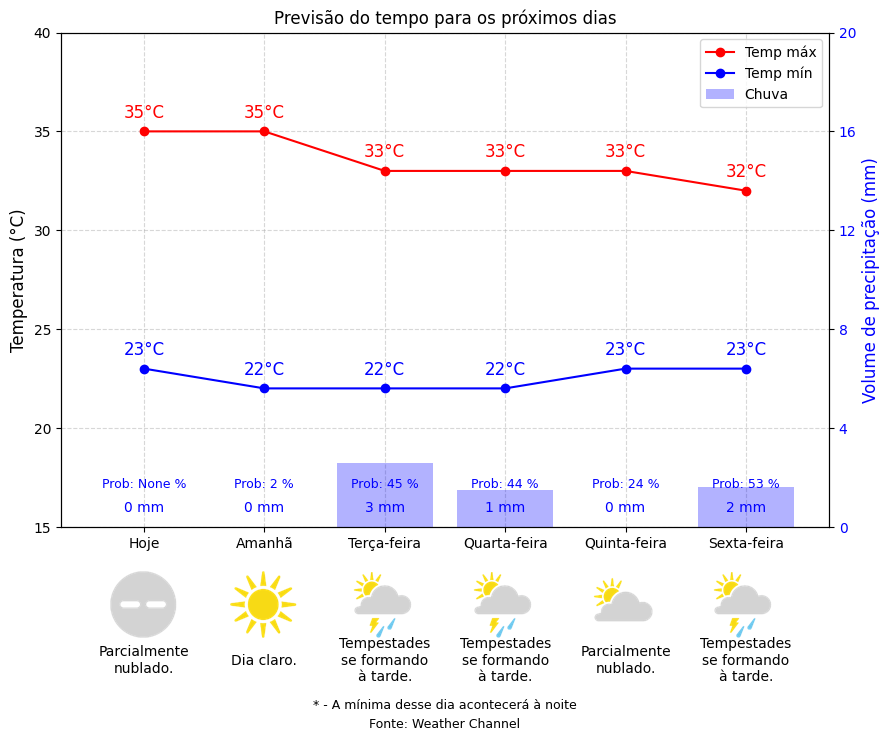 Previsão do tempo para os próximos dias
40
35
30
25
20
15
Temperatura (°C)
20
16
12
8
4
0
Volume de precipitação (mm)
Temp máx
Temp mín
Chuva
35°C 35°C 33°C 33°C 33°C 32°C
23°C 22°C 22°C 22°C 23°C 23°C
Prob: None % Prob: 2 % Prob: 45 % Prob: 44 % Prob: 24 % Prob: 53 %
0 mm 0 mm 3 mm 1 mm 0 mm 2 mm
Hoje Amanhã Terça-feira Quarta-feira Quinta-feira Sexta-feira
Parcialmente
nublado.
Dia claro.
Tempestades
se formando
à tarde.
Tempestades
se formando
à tarde.
Parcialmente
nublado.
Tempestades
se formando
à tarde.
* - A mínima desse dia acontecerá à noite
Fonte: Weather Channel